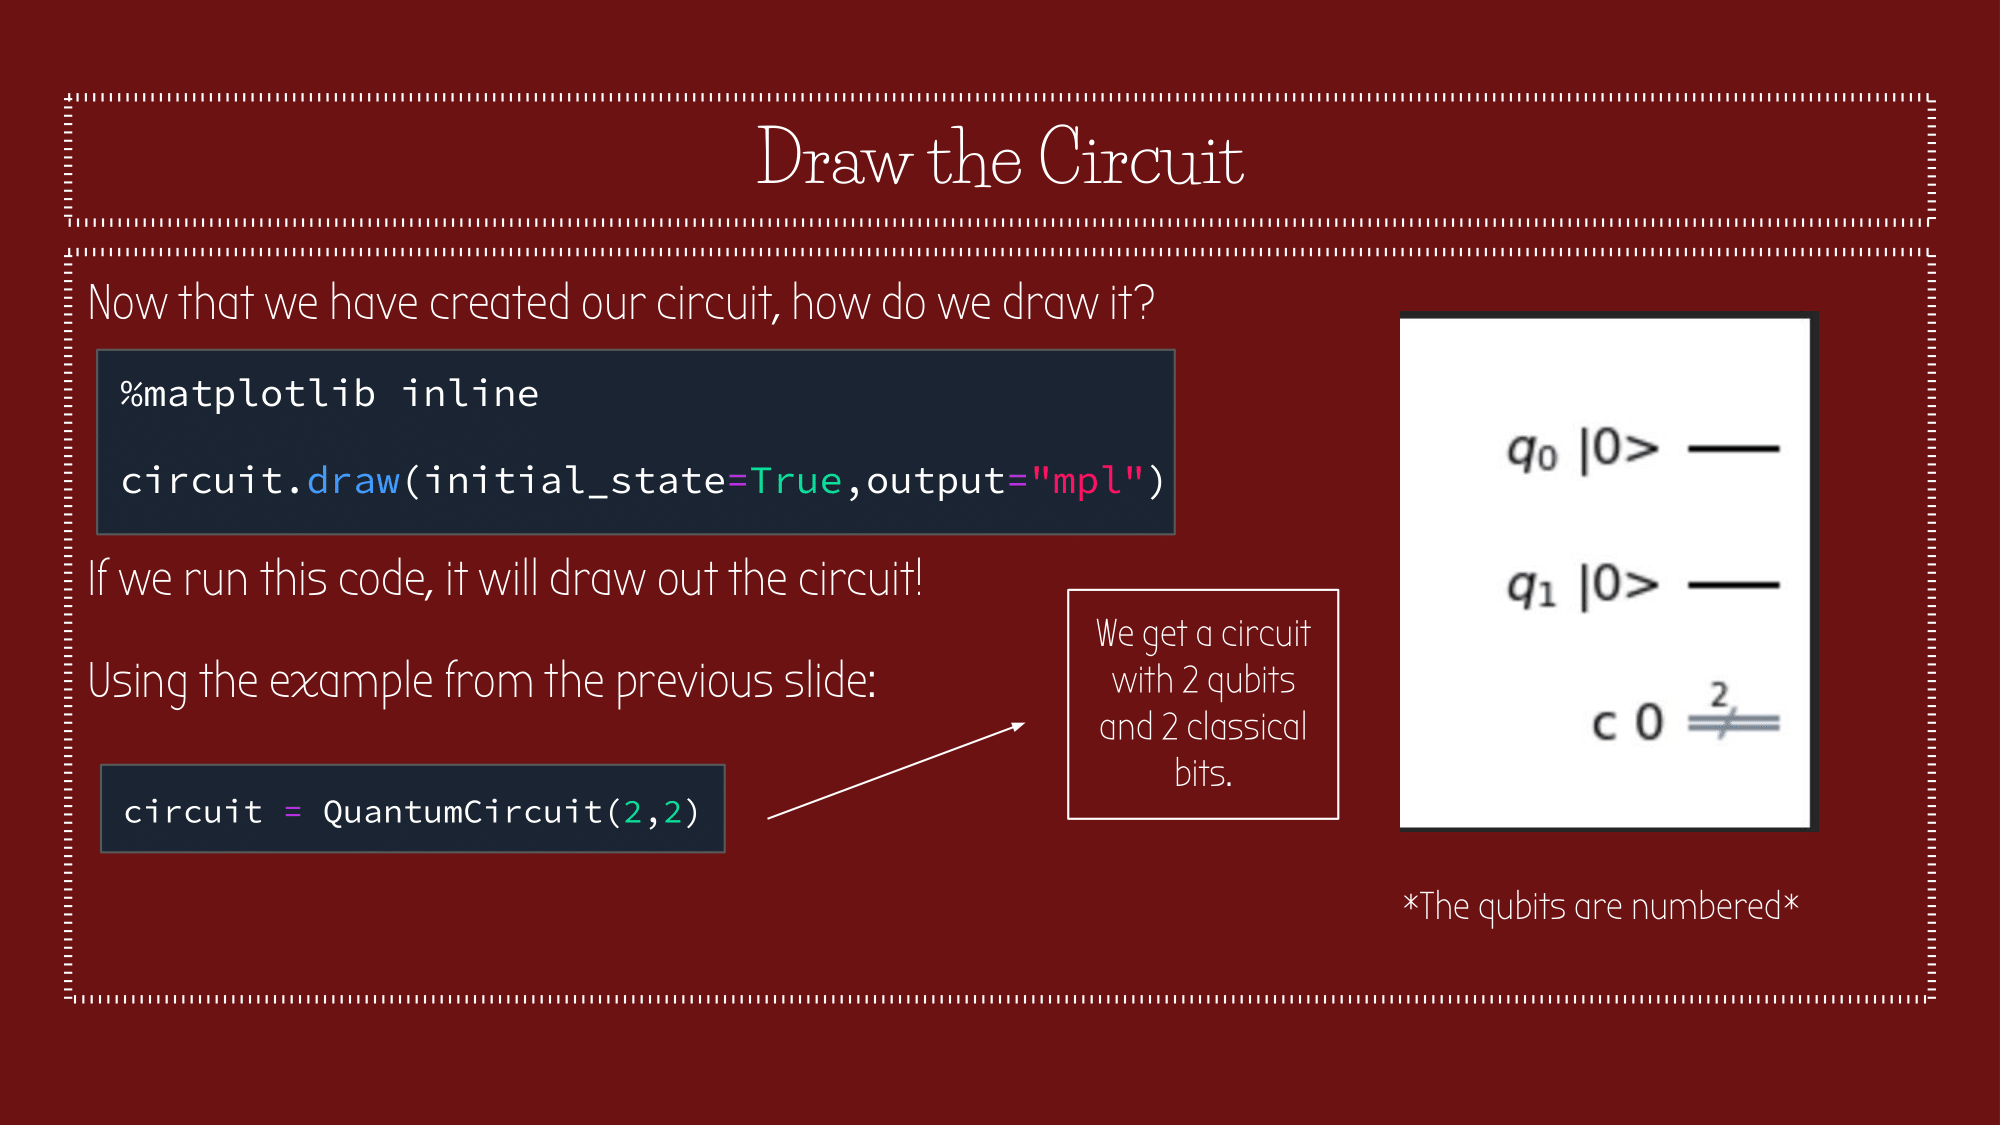 Draw the Circuit
Now that we have created our circuit, how do we draw it?
%matplotlib inline
circuit.draw(initial_state=True,output="mpl")
If we run this code, it will draw out the circuit!
Using the example from the previous slide:
circuit = QuantumCircuit(2,2)
We get a circuit
with 2 qubits
and 2 classical
bits.
q₀ |0>
q₁ |0>
2
c 0
*The qubits are numbered*